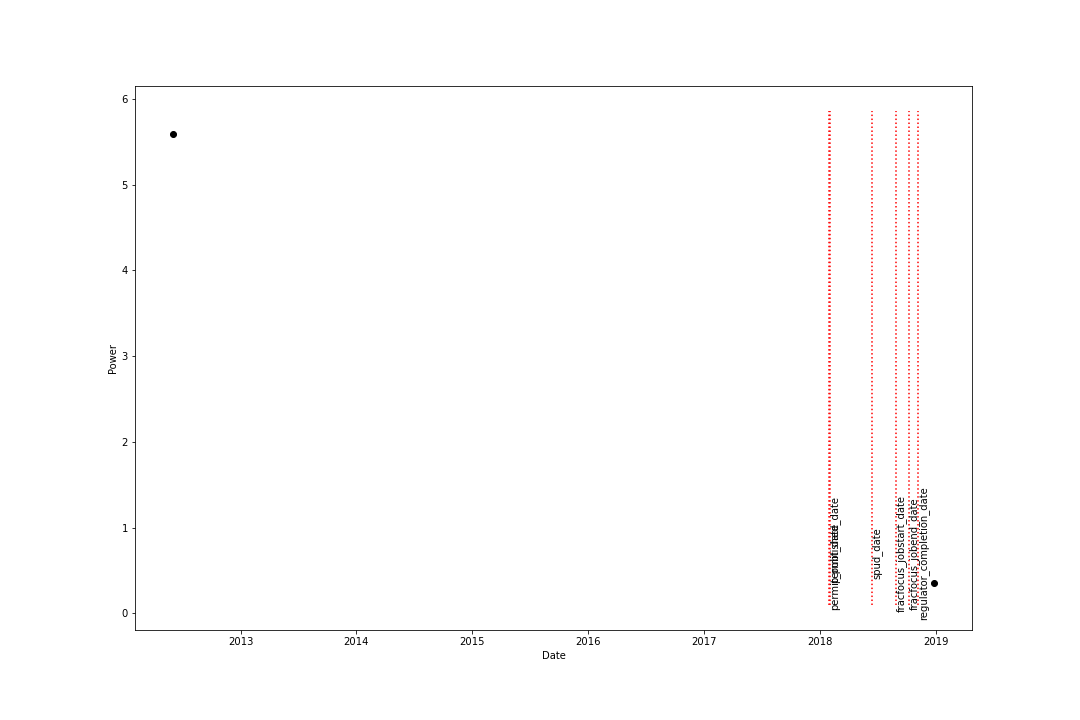 6
5
4
3
2
1
0
Power
permit_date
spud_date
fracfocus_jobstart_date
fracfocus_jobend_date
regulator_completion_date
2013
2014
2015
2016
2017
2018
2019
Date